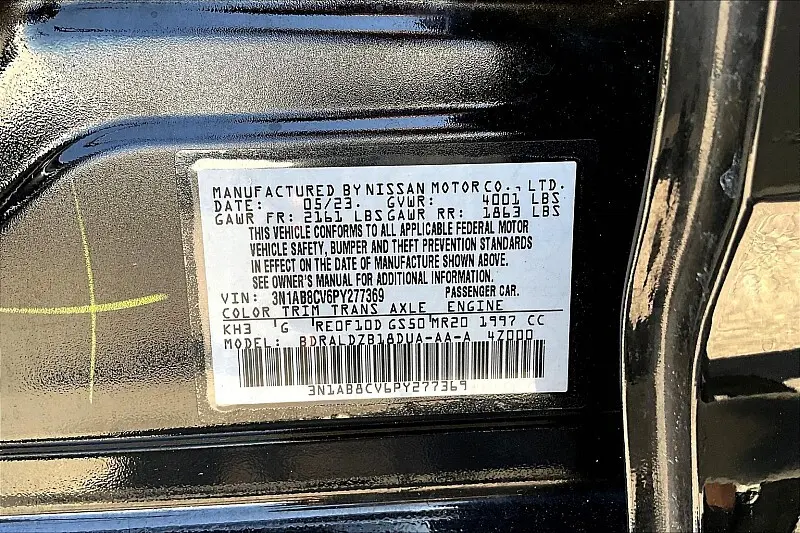 MANUFACTURED BY NISSAN MOTOR CO., LTD.
DATE: 05/23. GVWR: 4001 LBS
GAWR FR: 2161 LBS GAWR RR: 1863 LBS
THIS VEHICLE CONFORMS TO ALL APPLICABLE FEDERAL MOTOR
VEHICLE SAFETY, BUMPER AND THEFT PREVENTION STANDARDS
IN EFFECT ON THE DATE OF MANUFACTURE SHOWN ABOVE.
SEE OWNER'S MANUAL FOR ADDITIONAL INFORMATION.
VIN: 3N1AB8CV6PY277369 PASSENGER CAR.
COLOR TRIM TRANS AXLE ENGINE
KH3 G RE0F10D GS50 MR20 1997 CC
MODEL: BDRALDZB18DUA-AA-A 47000
3N1AB8CV6PY277369